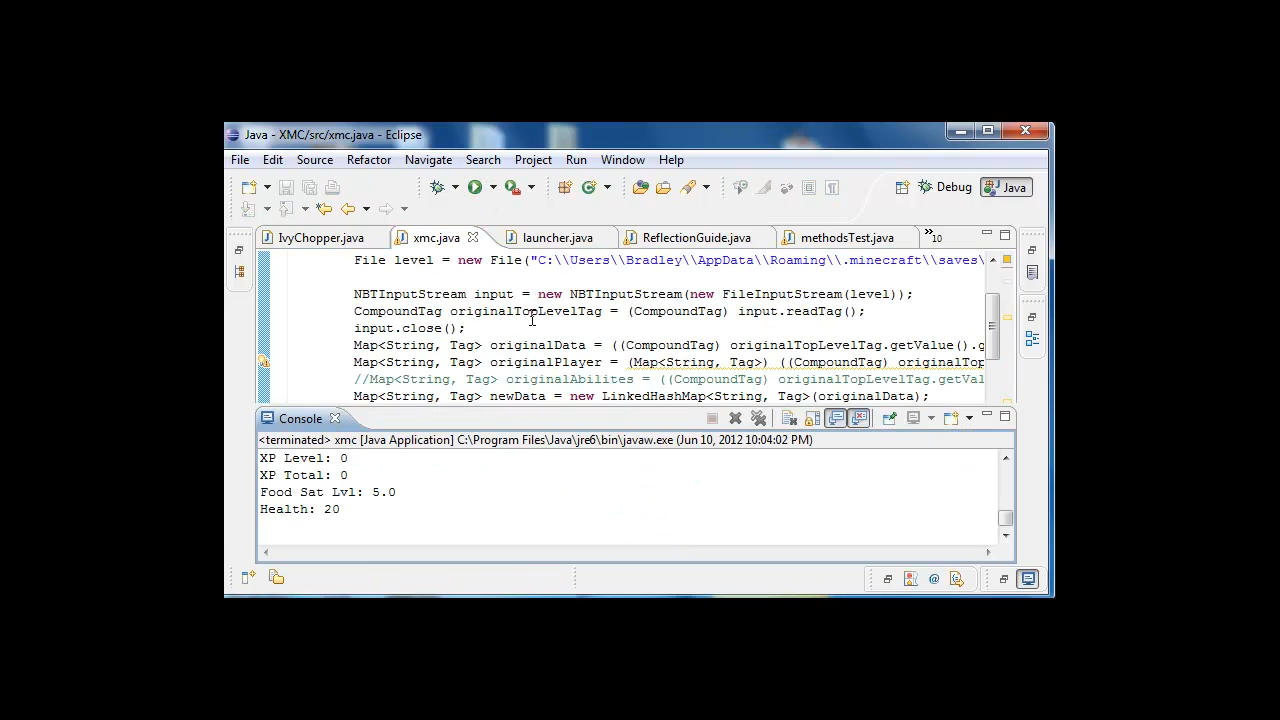 Java - XMC/src/xmc.java - Eclipse
File Edit Source Refactor Navigate Search Project Run Window Help
Debug Java
IvyChopper.java xmc.java launcher.java ReflectionGuide.java methodsTest.java »10
File level = new File("C:\\Users\\Bradley\\AppData\\Roaming\\.minecraft\\saves\
NBTInputStream input = new NBTInputStream(new FileInputStream(level));
CompoundTag originalTopLevelTag = (CompoundTag) input.readTag();
input.close();
Map<String, Tag> originalData = ((CompoundTag) originalTopLevelTag.getValue().g
Map<String, Tag> originalPlayer = (Map<String, Tag>) ((CompoundTag) originalTop
//Map<String, Tag> originalAbilites = ((CompoundTag) originalTopLevelTag.getVal
Map<String, Tag> newData = new LinkedHashMap<String, Tag>(originalData);
Console
<terminated> xmc [Java Application] C:\Program Files\Java\jre6\bin\javaw.exe (Jun 10, 2012 10:04:02 PM)
XP Level: 0
XP Total: 0
Food Sat Lvl: 5.0
Health: 20